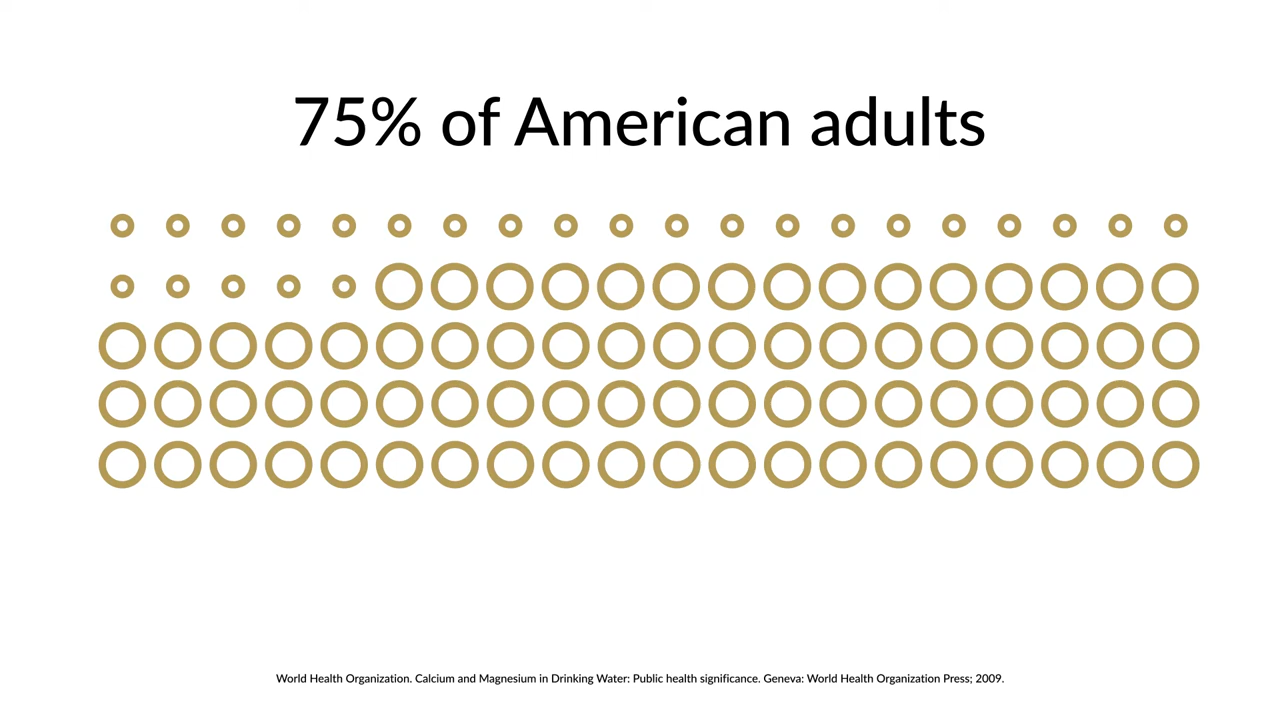 75% of American adults
World Health Organization. Calcium and Magnesium in Drinking Water: Public health significance. Geneva: World Health Organization Press; 2009.